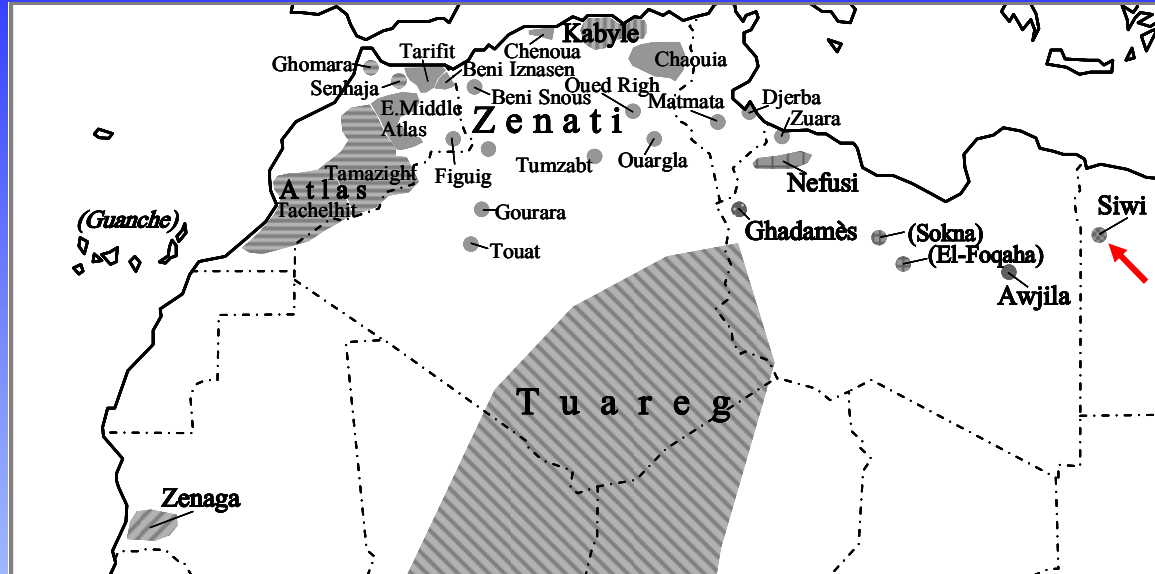 Kabyle
Chenoua
Tarifit
Ghomara
Chaouia
Beni Iznasen
Senhaja
Oued Righ
Beni Snous
Matmata
Djerba
E.Middle
Atlas
Zuara
Zenati
Ouargla
Tumzabt
Tamazight
Figuig
Nefusi
Atlas
Tachelhit
Gourara
Siwi
(Guanche)
Ghadamès
(Sokna)
Touat
(El-Foqaha)
Awjila
Tuareg
Zenaga